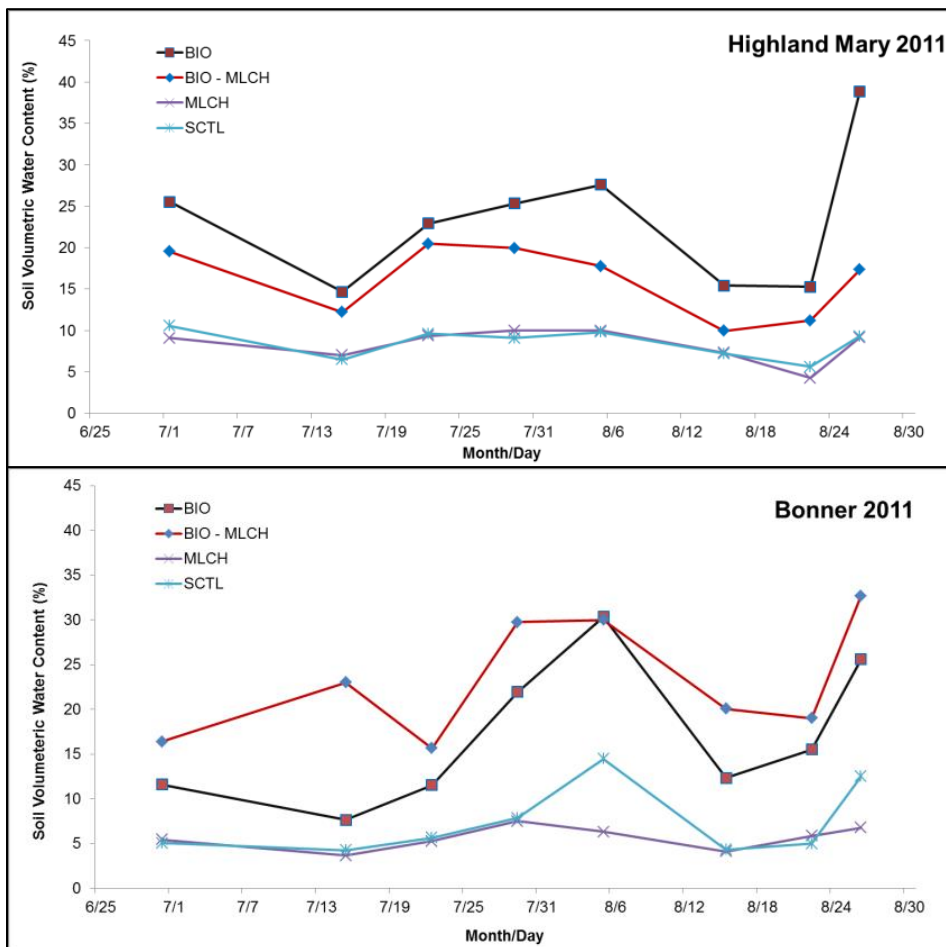 Highland Mary 2011
Soil Volumetric Water Content (%)
45
40
35
30
25
20
15
10
5
0
BIO
BIO - MLCH
MLCH
SCTL
6/25 7/1 7/7 7/13 7/19 7/25 7/31 8/6 8/12 8/18 8/24 8/30
Month/Day
Bonner 2011
Soil Volumeteric Water Content (%)
45
40
35
30
25
20
15
10
5
0
BIO
BIO - MLCH
MLCH
SCTL
6/25 7/1 7/7 7/13 7/19 7/25 7/31 8/6 8/12 8/18 8/24 8/30
Month/Day